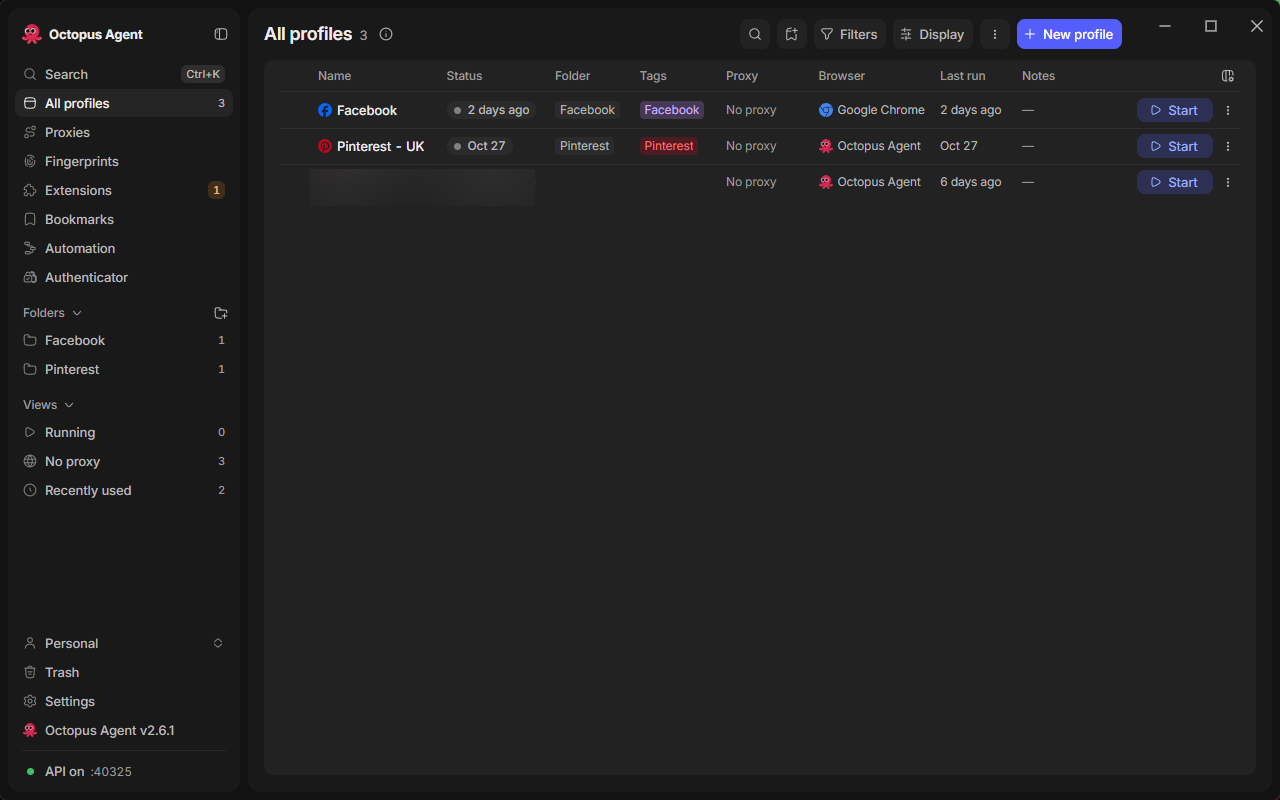 Octopus Agent
Search Ctrl+K
All profiles 3
Proxies
Fingerprints
Extensions 1
Bookmarks
Automation
Authenticator
Folders
Facebook 1
Pinterest 1
Views
Running 0
No proxy 3
Recently used 2
Personal
Trash
Settings
Octopus Agent v2.6.1
API on :40325
All profiles 3
Filters
Display
New profile
Name Status Folder Tags Proxy Browser Last run Notes
Facebook 2 days ago Facebook Facebook No proxy Google Chrome 2 days ago — Start
Pinterest - UK Oct 27 Pinterest Pinterest No proxy Octopus Agent Oct 27 — Start
No proxy Octopus Agent 6 days ago — Start